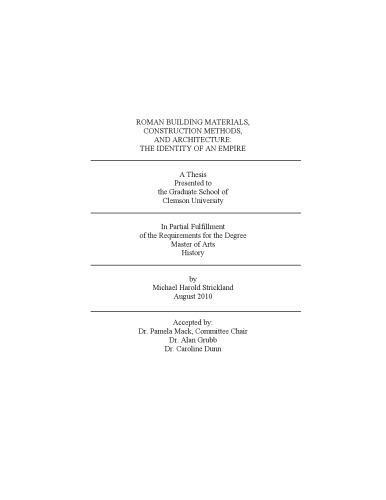 ROMAN BUILDING MATERIALS,
CONSTRUCTION METHODS,
AND ARCHITECTURE:
THE IDENTITY OF AN EMPIRE
A Thesis
Presented to
the Graduate School of
Clemson University
In Partial Fulfillment
of the Requirements for the Degree
Master of Arts
History
by
Michael Harold Strickland
August 2010
Accepted by:
Dr. Pamela Mack, Committee Chair
Dr. Alan Grubb
Dr. Caroline Dunn